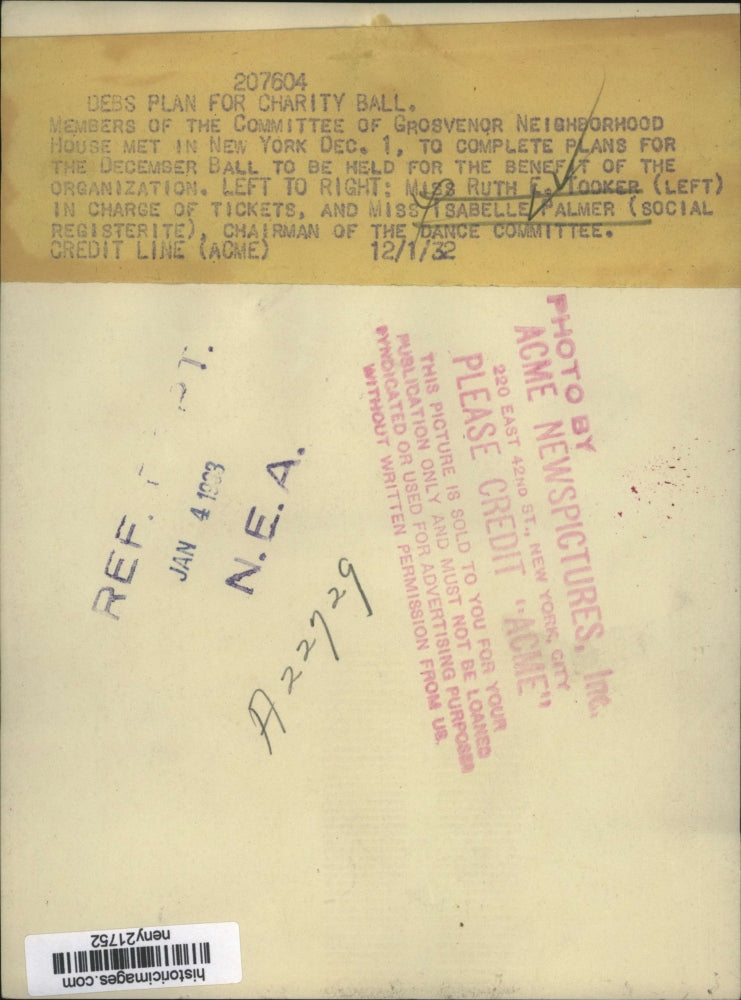 207604
DEBS PLAN FOR CHARITY BALL.
MEMBERS OF THE COMMITTEE OF GROSVENOR NEIGHBORHOOD
HOUSE MET IN NEW YORK DEC. 1, TO COMPLETE PLANS FOR
THE DECEMBER BALL TO BE HELD FOR THE BENEFIT OF THE
ORGANIZATION. LEFT TO RIGHT: MISS RUTH E. TOOKER (LEFT)
IN CHARGE OF TICKETS, AND MISS ISABELLE PALMER (SOCIAL
REGISTERITE), CHAIRMAN OF THE DANCE COMMITTEE.
CREDIT LINE (ACME) 12/1/32
PHOTO BY
ACME NEWSPICTURES, Inc.
220 EAST 42ND ST., NEW YORK, CITY
PLEASE CREDIT "ACME"
THIS PICTURE IS SOLD TO YOU FOR YOUR
PUBLICATION ONLY AND MUST NOT BE LOANED
SYNDICATED OR USED FOR ADVERTISING PURPOSES
WITHOUT WRITTEN PERMISSION FROM US.
REF.
JAN 4 1933
N.E.A.
A22729
historicimages.com
neny21752